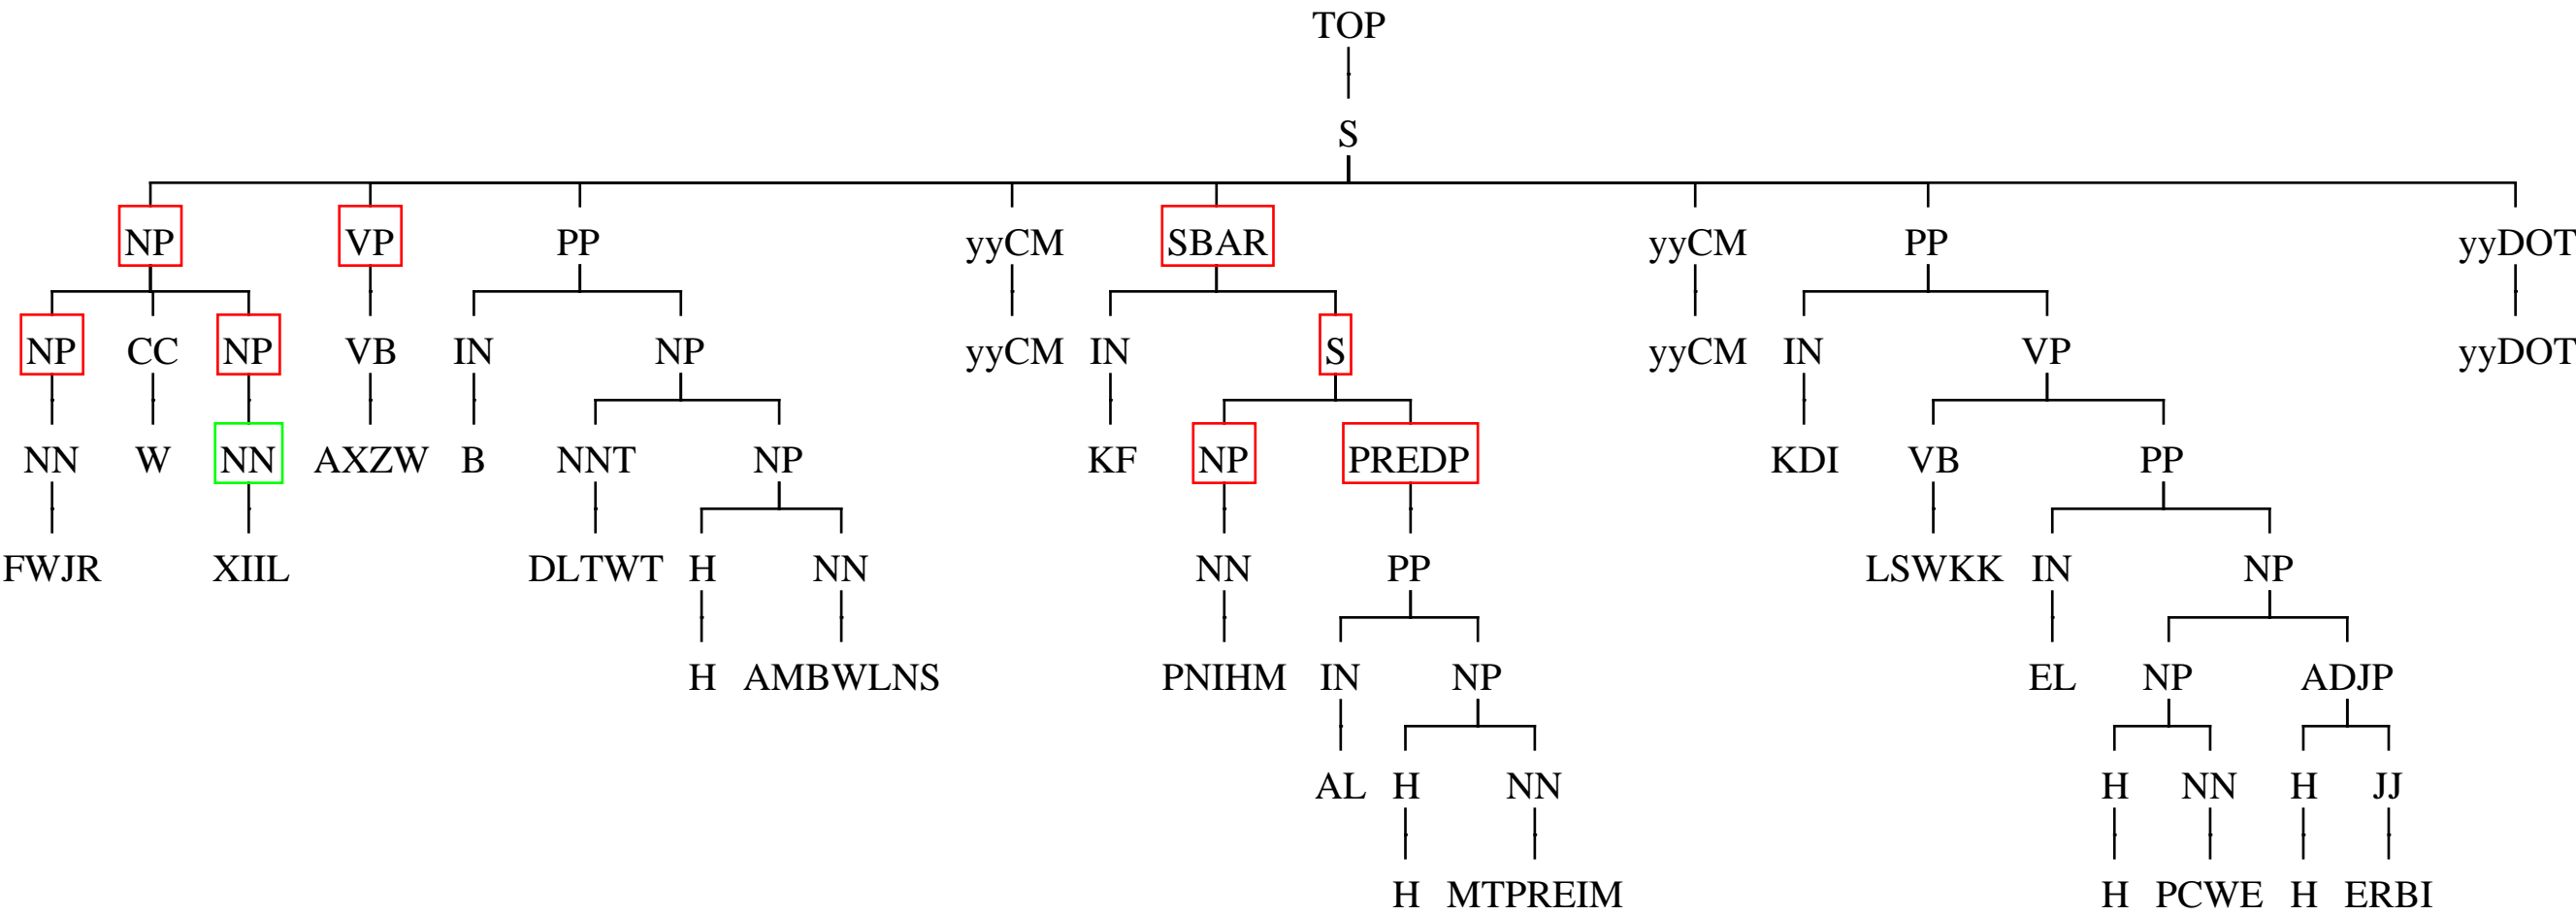 TOP
S
NP VP PP yyCM SBAR yyCM PP yyDOT
NP CC NP VB IN NP yyCM IN S yyCM IN VP yyDOT
NN W NN AXZW B NNT NP KF NP PREDP KDI VB PP
FWJR XIIL DLTWT H NN NN PP LSWKK IN NP
H AMBWLNS PNIHM IN NP EL NP ADJP
AL H NN H NN H JJ
H MTPREIM H PCWE H ERBI